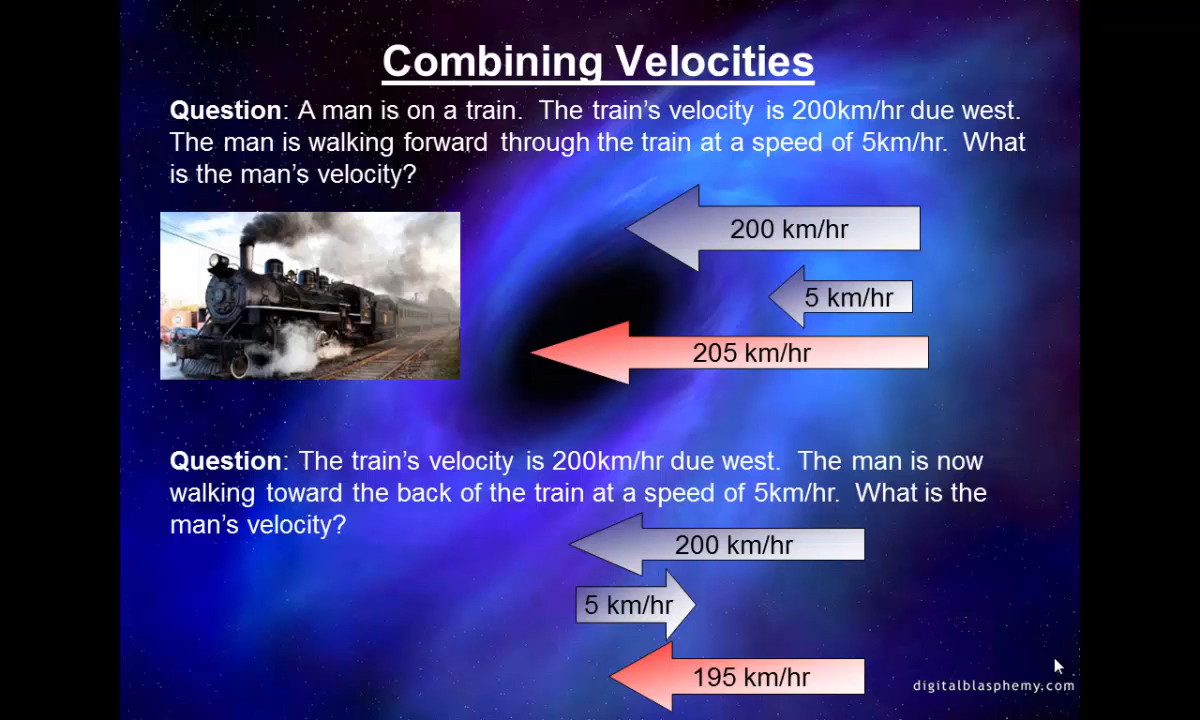 Combining Velocities
Question: A man is on a train. The train's velocity is 200km/hr due west.
The man is walking forward through the train at a speed of 5km/hr. What
is the man's velocity?
200 km/hr
5 km/hr
205 km/hr
Question: The train's velocity is 200km/hr due west. The man is now
walking toward the back of the train at a speed of 5km/hr. What is the
man's velocity?
200 km/hr
5 km/hr
195 km/hr
digitalblasphemy.com